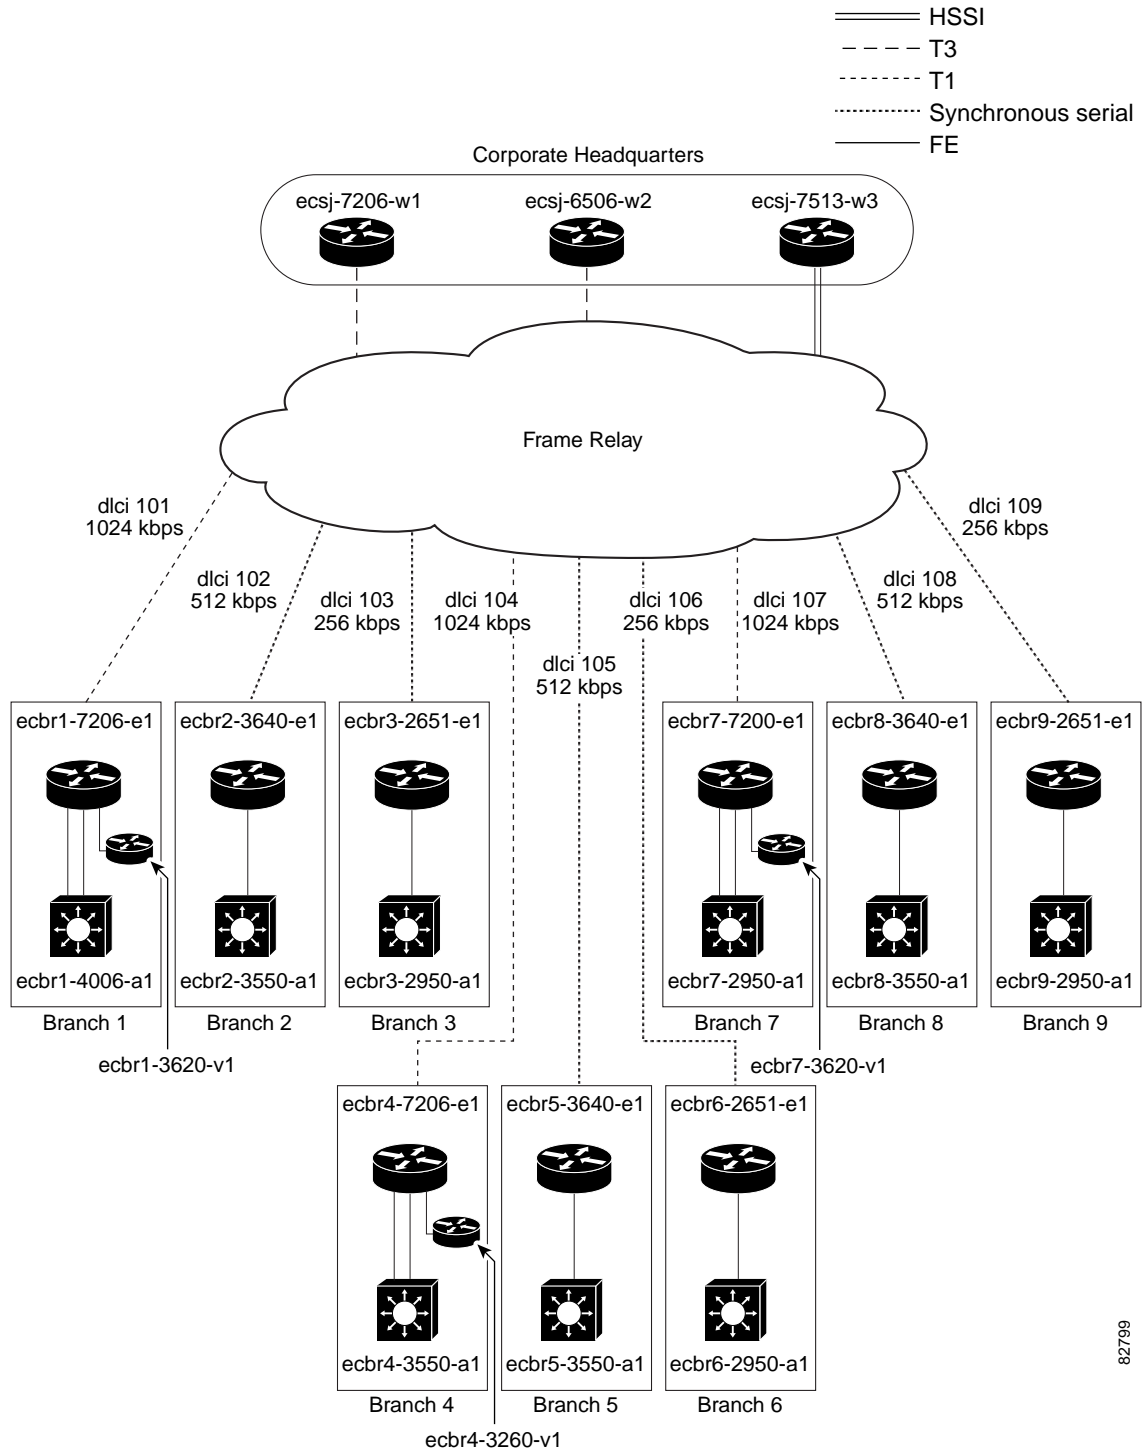 HSSI
T3
T1
Synchronous serial
FE
Corporate Headquarters
ecsj-7206-w1
ecsj-6506-w2
ecsj-7513-w3
Frame Relay
dlci 101
1024 kbps
dlci 102
512 kbps
dlci 103
256 kbps
dlci 104
1024 kbps
dlci 105
512 kbps
dlci 106
256 kbps
dlci 107
1024 kbps
dlci 108
512 kbps
dlci 109
256 kbps
ecbr1-7206-e1
ecbr2-3640-e1
ecbr3-2651-e1
ecbr7-7200-e1
ecbr8-3640-e1
ecbr9-2651-e1
ecbr1-4006-a1
ecbr2-3550-a1
ecbr3-2950-a1
ecbr7-2950-a1
ecbr8-3550-a1
ecbr9-2950-a1
Branch 1
Branch 2
Branch 3
Branch 7
Branch 8
Branch 9
ecbr1-3620-v1
ecbr7-3620-v1
ecbr4-7206-e1
ecbr5-3640-e1
ecbr6-2651-e1
ecbr4-3550-a1
ecbr5-3550-a1
ecbr6-2950-a1
Branch 4
Branch 5
Branch 6
ecbr4-3260-v1
82799